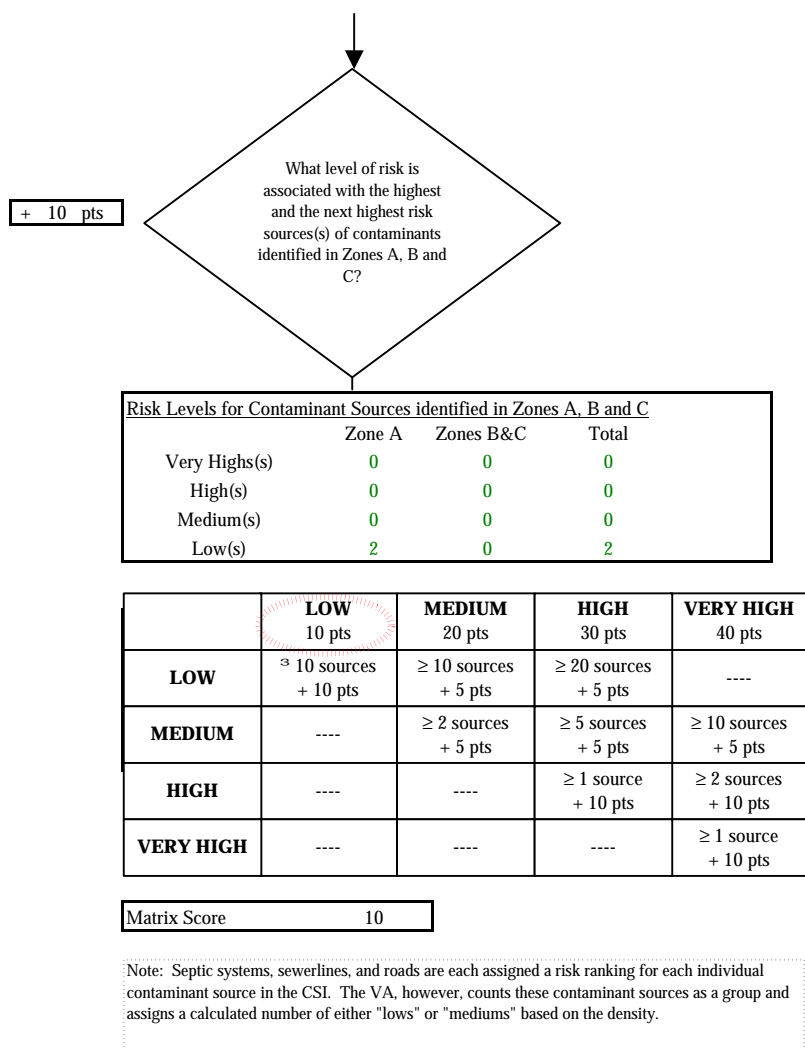 What level of risk is
associated with the highest
and the next highest risk
sources(s) of contaminants
identified in Zones A, B and
C?
+ 10 pts
Risk Levels for Contaminant Sources identified in Zones A, B and C
Zone A Zones B&C Total
Very Highs(s) 0 0 0
High(s) 0 0 0
Medium(s) 0 0 0
Low(s) 2 0 2
LOW MEDIUM HIGH VERY HIGH
10 pts 20 pts 30 pts 40 pts
LOW ³ 10 sources ≥ 10 sources ≥ 20 sources ----
+ 10 pts + 5 pts + 5 pts
MEDIUM ---- ≥ 2 sources ≥ 5 sources ≥ 10 sources
+ 5 pts + 5 pts + 5 pts
HIGH ---- ---- ≥ 1 source ≥ 2 sources
+ 10 pts + 10 pts
VERY HIGH ---- ---- ---- ≥ 1 source
+ 10 pts
Matrix Score 10
Note: Septic systems, sewerlines, and roads are each assigned a risk ranking for each individual
contaminant source in the CSI. The VA, however, counts these contaminant sources as a group and
assigns a calculated number of either "lows" or "mediums" based on the density.